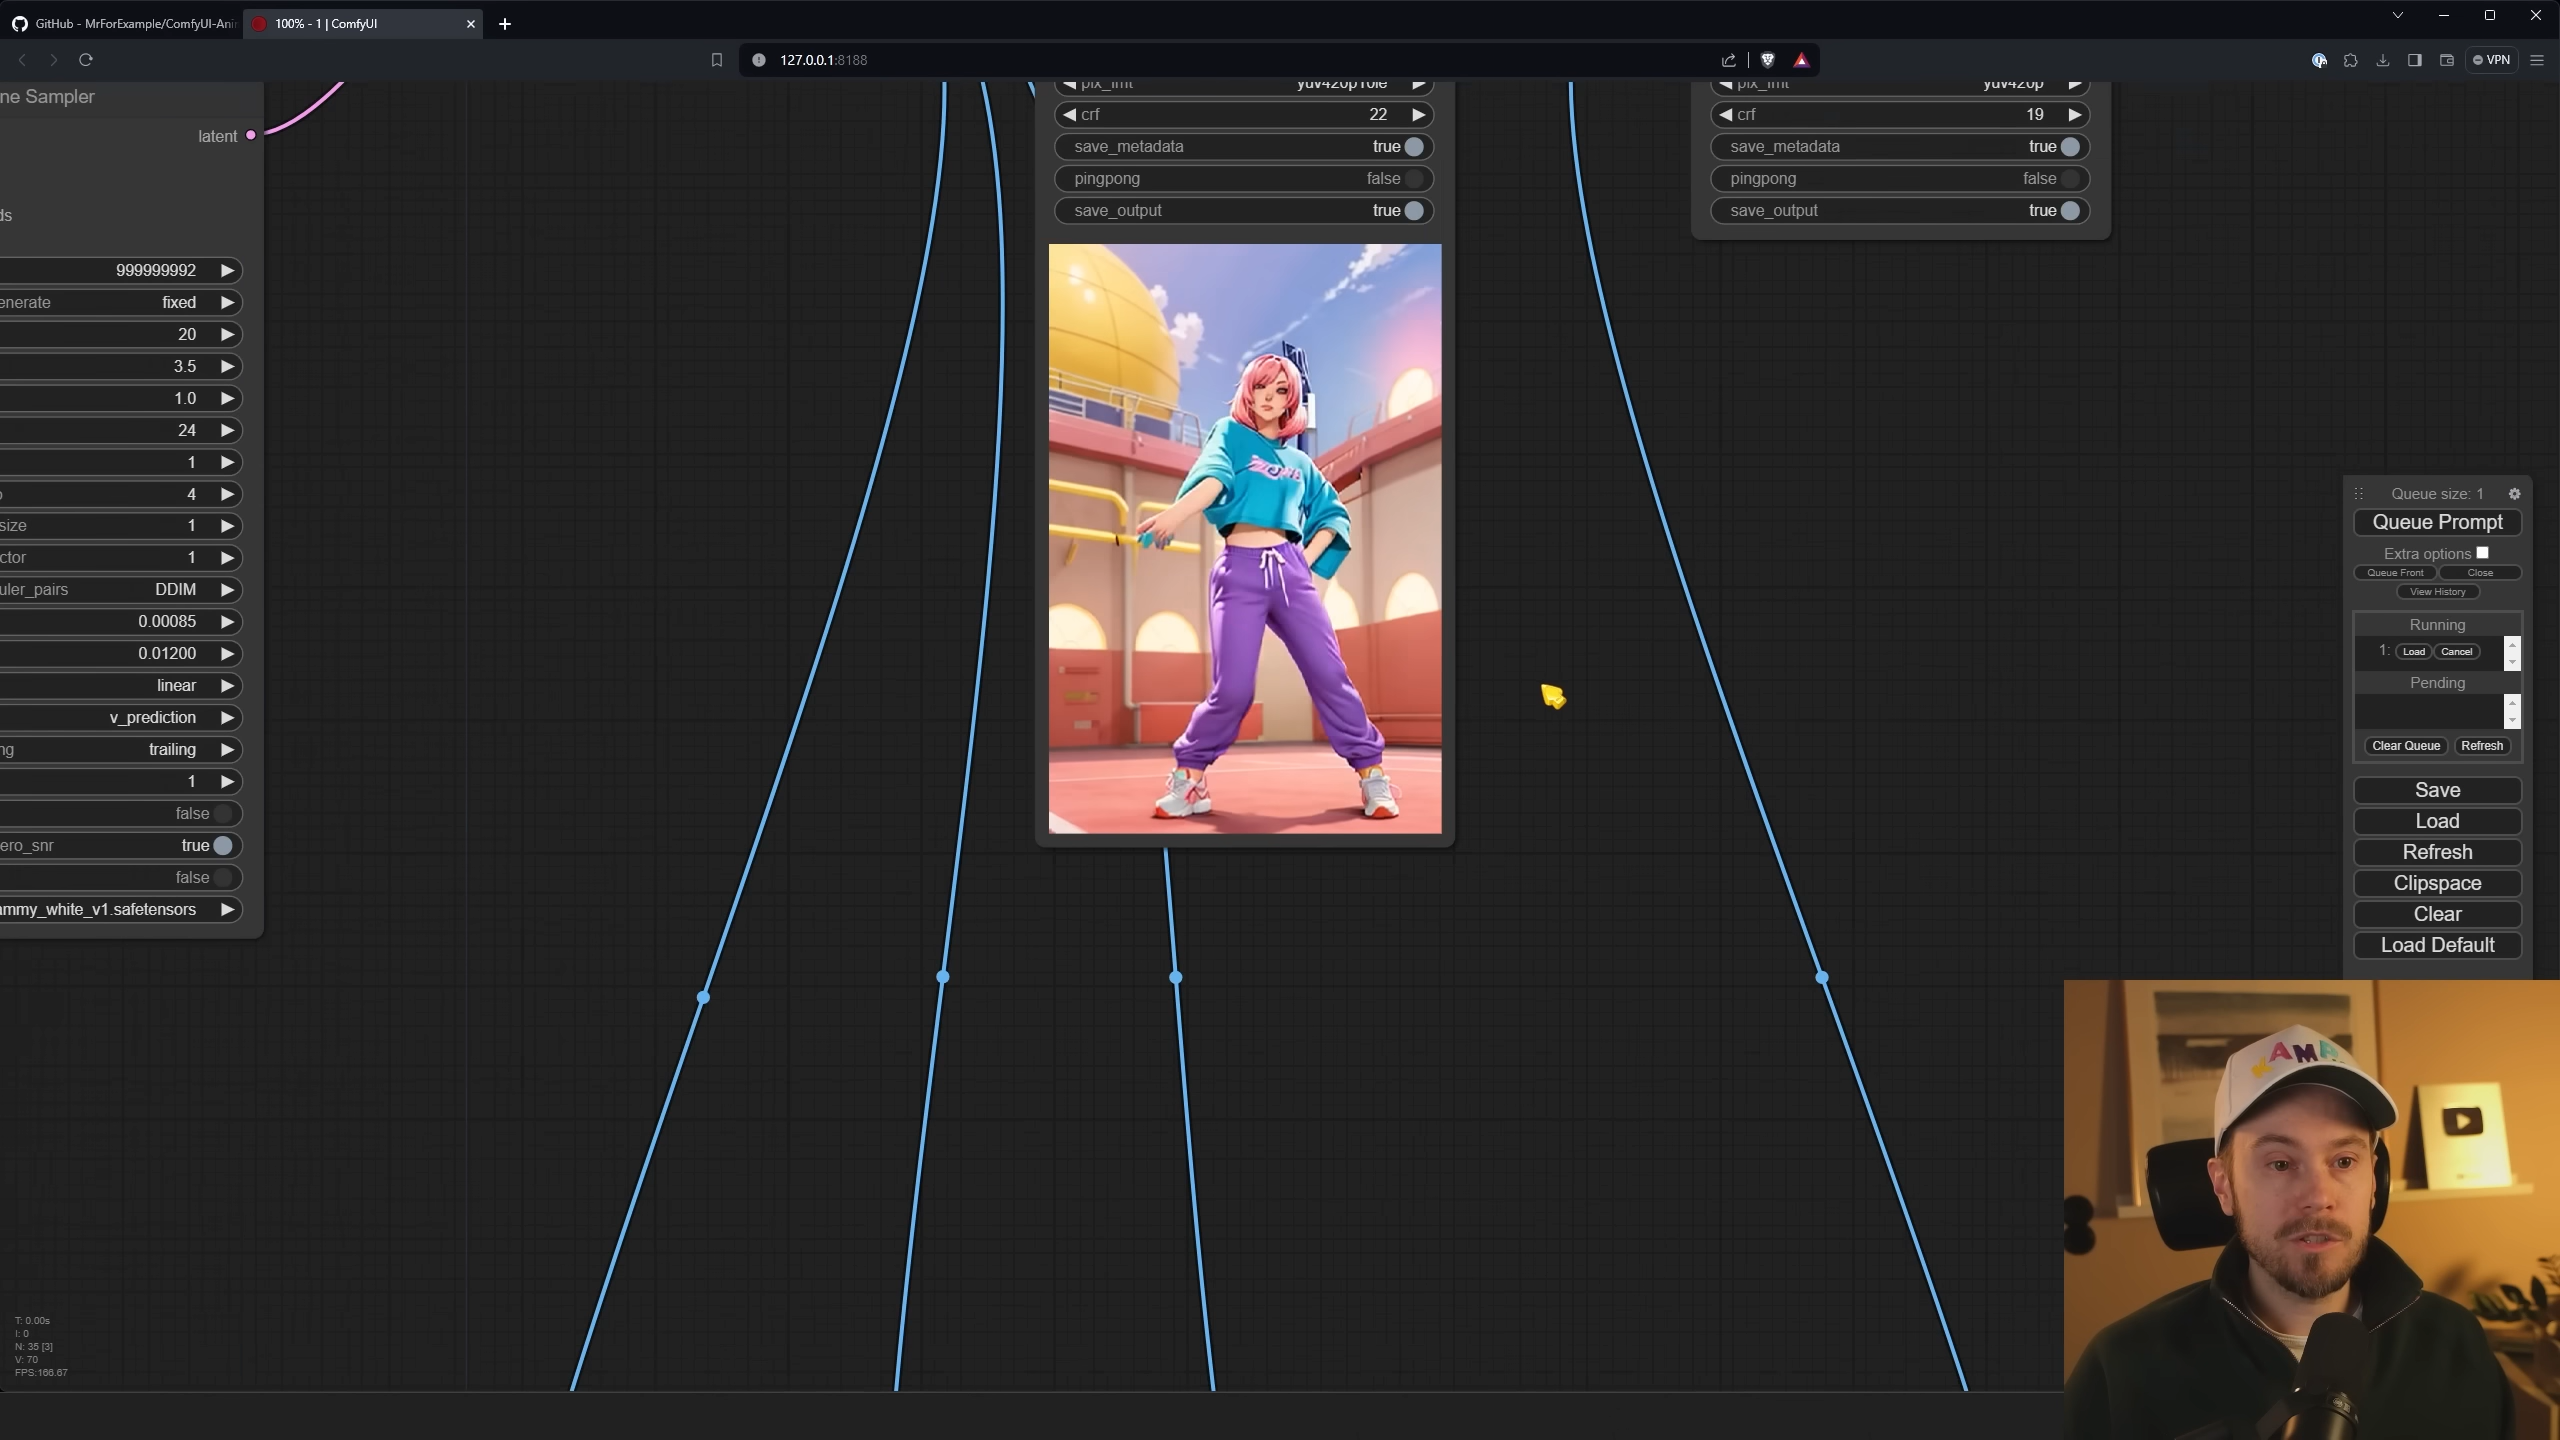 GitHub - MrForExample/ComfyUI-Ani
100% - 1 | ComfyUI
127.0.0.1:8188
VPN
ne Sampler
latent
ds
999999992
enerate fixed
20
3.5
1.0
24
1
4
size 1
ctor 1
uler_pairs DDIM
0.00085
0.01200
linear
v_prediction
ng trailing
1
false
ero_snr true
false
ammy_white_v1.safetensors
pix_fmt yuv420p10le
crf 22
save_metadata true
pingpong false
save_output true
pix_fmt yuv420p
crf 19
save_metadata true
pingpong false
save_output true
Queue size: 1
Queue Prompt
Extra options
Queue Front Close
View History
Running
1: Load Cancel
Pending
Clear Queue Refresh
Save
Load
Refresh
Clipspace
Clear
Load Default
T: 0.00s
I: 0
N: 35 [3]
V: 70
FPS:166.67